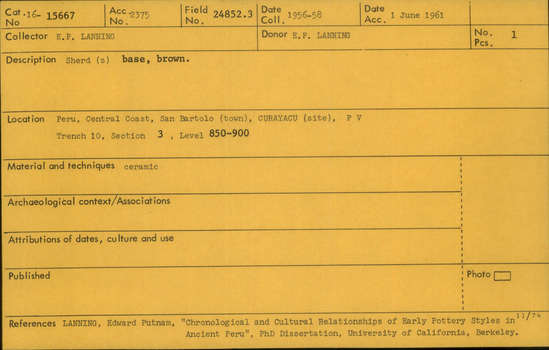 Cat. 16- 15667 Acc No. 2375 Field No. 24852.3 Date Coll. 1956-58 Date Acc. 1 June 1961
No
Collector E.P. LANNING Donor E.P. LANNING No. Pcs. 1
Description Sherd (s) base, brown.
Location Peru, Central Coast, San Bartolo (town), CURAYACU (site), P V
Trench 10, Section 3 , Level 850-900
Material and techniques ceramic
Archaeological context/Associations
Attributions of dates, culture and use
Published Photo
References LANNING, Edward Putnam, "Chronological and Cultural Relationships of Early Pottery Styles in 11/74
Ancient Peru", PhD Dissertation, University of California, Berkeley.